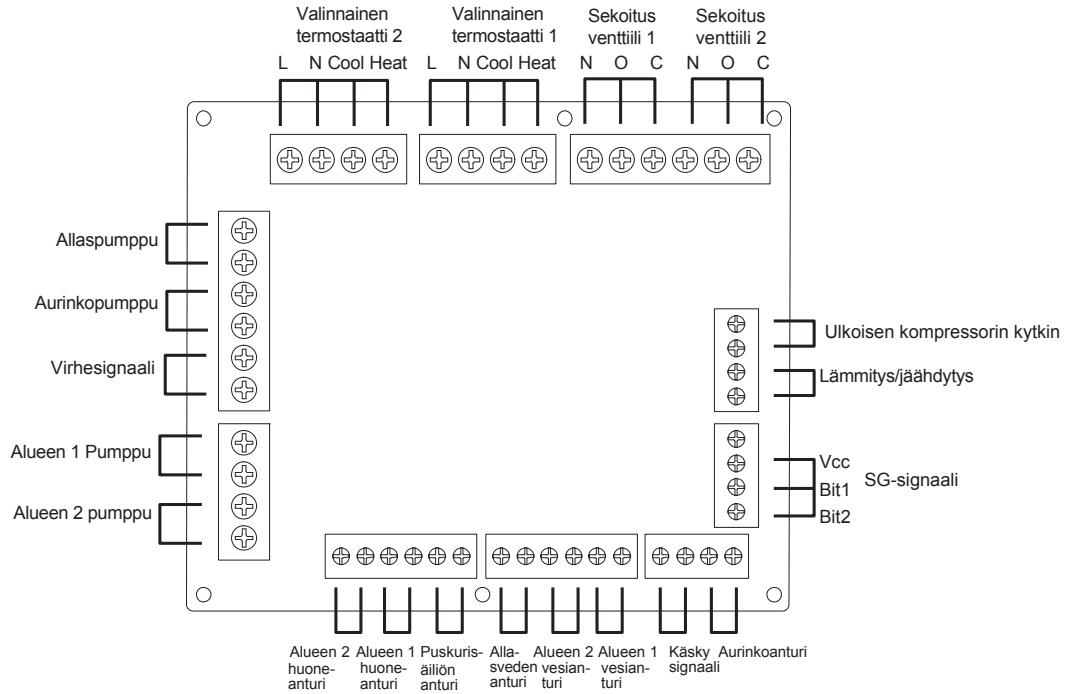 Valinnainen
termostaatti 2
Valinnainen
termostaatti 1
Sekoitus
venttiili 1
Sekoitus
venttiili 2
L N Cool Heat
L N Cool Heat
N O C
N O C
Allaspumppu
Aurinkopumppu
Virhesignaali
Alueen 1 Pumppu
Alueen 2 pumppu
Ulkoisen kompressorin kytkin
Lämmitys/jäähdytys
Vcc
Bit1
Bit2
SG-signaali
Alueen 2
huone-
anturi
Alueen 1
huone-
anturi
Puskuris-
äiliön
anturi
Alla-
sveden
anturi
Alueen 2
vesian-
turi
Alueen 1
vesian-
turi
Käsky
signaali
Aurinkoanturi